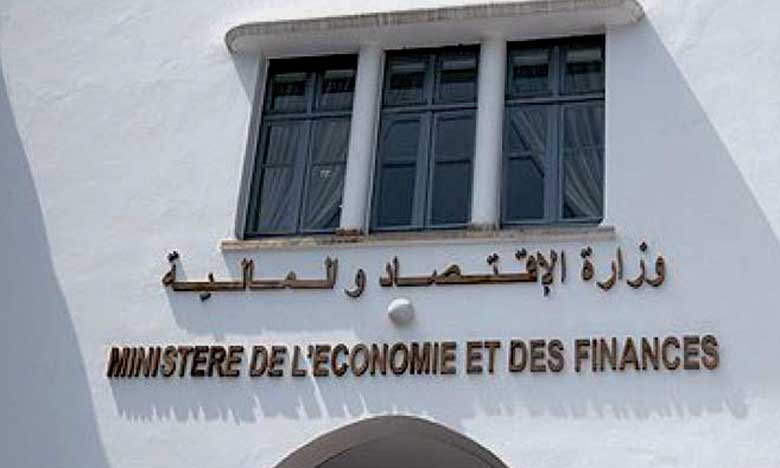 وزارة الإقتصاد والمالية
MINISTERE DE L'ECONOMIE ET DES FINANCES